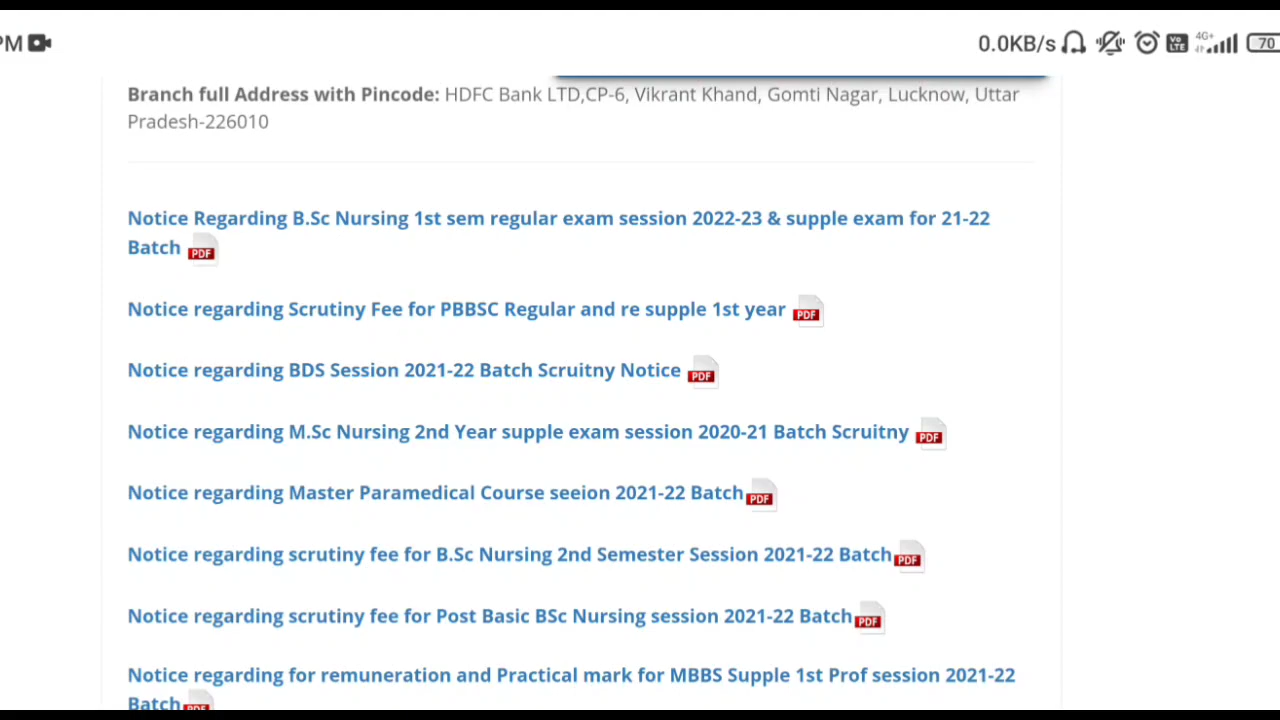 PM 0.0KB/s Vo LTE 4G+ 70
Branch full Address with Pincode: HDFC Bank LTD,CP-6, Vikrant Khand, Gomti Nagar, Lucknow, Uttar
Pradesh-226010
Notice Regarding B.Sc Nursing 1st sem regular exam session 2022-23 & supple exam for 21-22
Batch PDF
Notice regarding Scrutiny Fee for PBBSC Regular and re supple 1st year PDF
Notice regarding BDS Session 2021-22 Batch Scruitny Notice PDF
Notice regarding M.Sc Nursing 2nd Year supple exam session 2020-21 Batch Scruitny PDF
Notice regarding Master Paramedical Course seeion 2021-22 Batch PDF
Notice regarding scrutiny fee for B.Sc Nursing 2nd Semester Session 2021-22 Batch PDF
Notice regarding scrutiny fee for Post Basic BSc Nursing session 2021-22 Batch PDF
Notice regarding for remuneration and Practical mark for MBBS Supple 1st Prof session 2021-22
Batch PDF